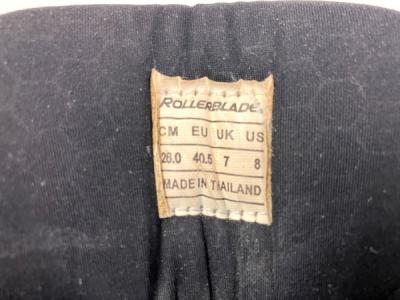 ROLLERBLADE.
CM EU UK US
26.0 40.5 7 8
MADE IN THAILAND